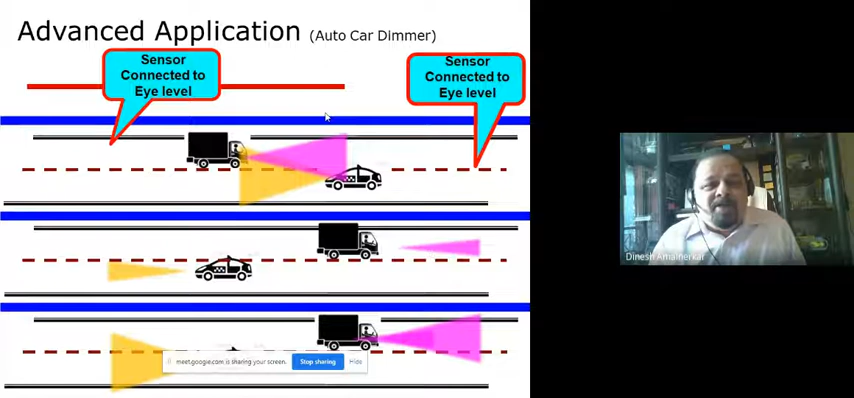 Advanced Application (Auto Car Dimmer)
Sensor
Connected to
Eye level
Sensor
Connected to
Eye level
meet.google.com is sharing your screen.
Stop sharing
Hide
Dinesh Amalnerkar